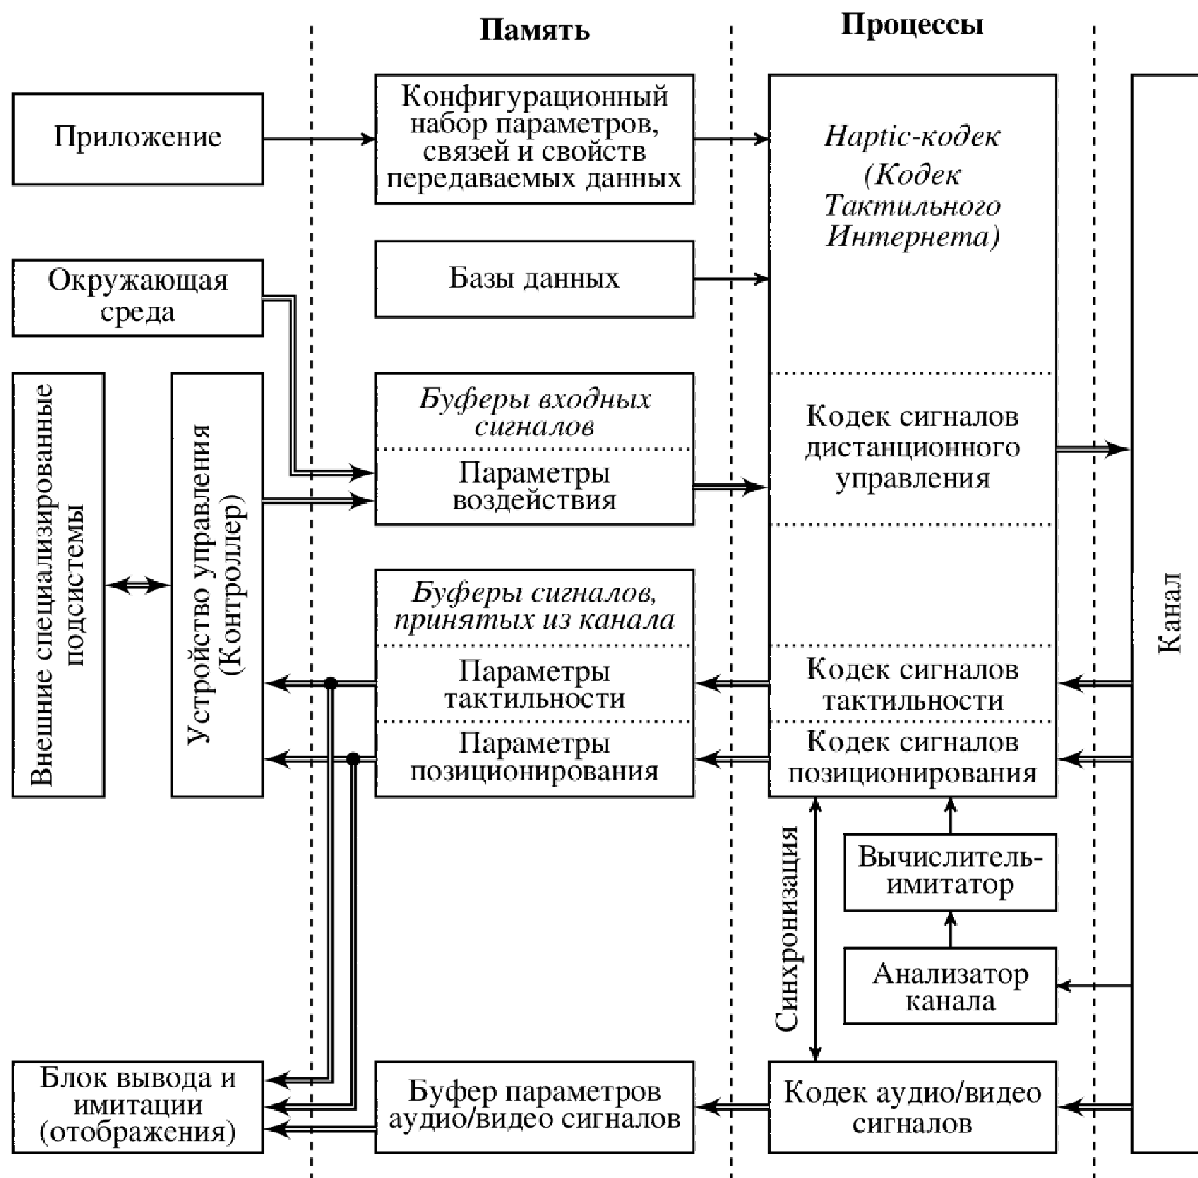 Память
Процессы
Приложение
Конфигурационный
набор параметров,
связей и свойств
передаваемых данных
Haptic-кодек
(Кодек
Тактильного
Интернета)
Базы данных
Окружающая
среда
Внешние специализированные
подсистемы
Устройство управления
(Контроллер)
Буферы входных
сигналов
Параметры
воздействия
Кодек сигналов
дистанционного
управления
Буферы сигналов,
принятых из канала
Параметры
тактильности
Кодек сигналов
тактильности
Параметры
позиционирования
Кодек сигналов
позиционирования
Канал
Синхронизация
Вычислитель-
имитатор
Анализатор
канала
Блок вывода и
имитации
(отображения)
Буфер параметров
аудио/видео сигналов
Кодек аудио/видео
сигналов